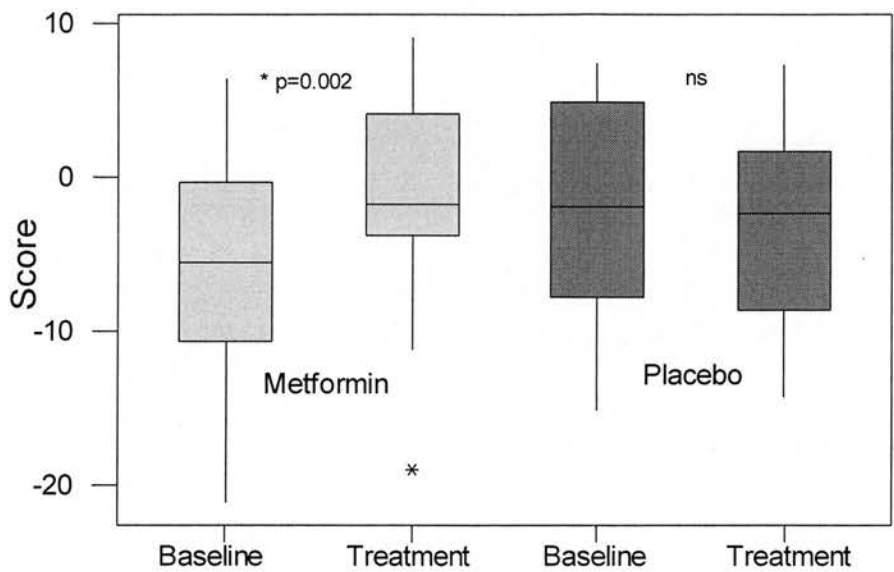 10
* p=0.002
ns
0
Score
-10
Metformin
Placebo
-20
*
Baseline
Treatment
Baseline
Treatment